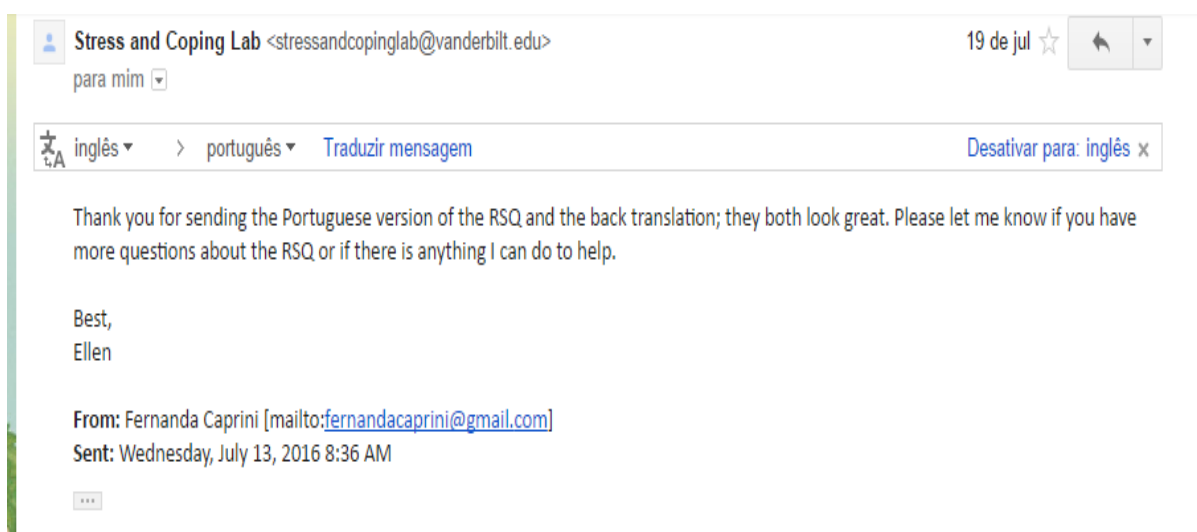 Stress and Coping Lab <stressandcopinglab@vanderbilt.edu> 19 de jul
para mim
inglês > português Traduzir mensagem Desativar para: inglês x
Thank you for sending the Portuguese version of the RSQ and the back translation; they both look great. Please let me know if you have
more questions about the RSQ or if there is anything I can do to help.
Best,
Ellen
From: Fernanda Caprini [mailto:fernandacaprini@gmail.com]
Sent: Wednesday, July 13, 2016 8:36 AM
...